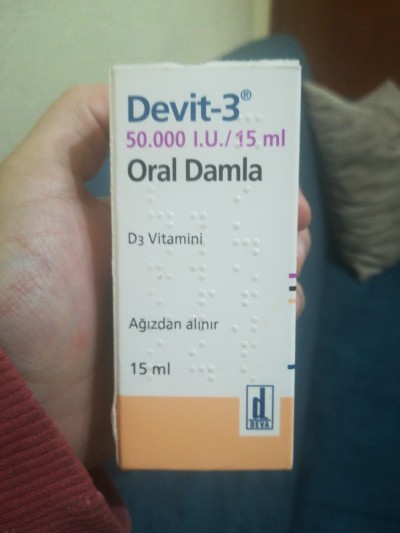 Devit-3®
50.000 I.U./15 ml
Oral Damla
D3 Vitamini
Ağızdan alınır
15 ml
d
DEVA